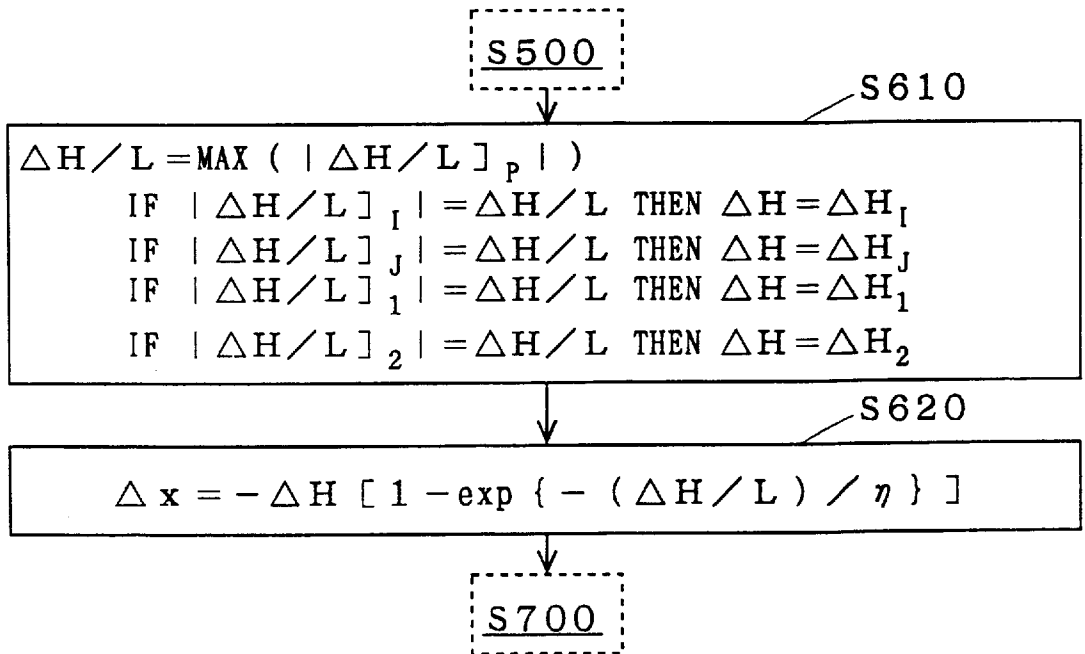 S500
S610
△H／L＝MAX（｜△H／L］P｜）
IF ｜△H／L］I｜＝△H／L THEN △H＝△HI
IF ｜△H／L］J｜＝△H／L THEN △H＝△HJ
IF ｜△H／L］1｜＝△H／L THEN △H＝△H1
IF ｜△H／L］2｜＝△H／L THEN △H＝△H2
S620
△x＝−△H［1−exp｛−（△H／L）／η｝］
S700